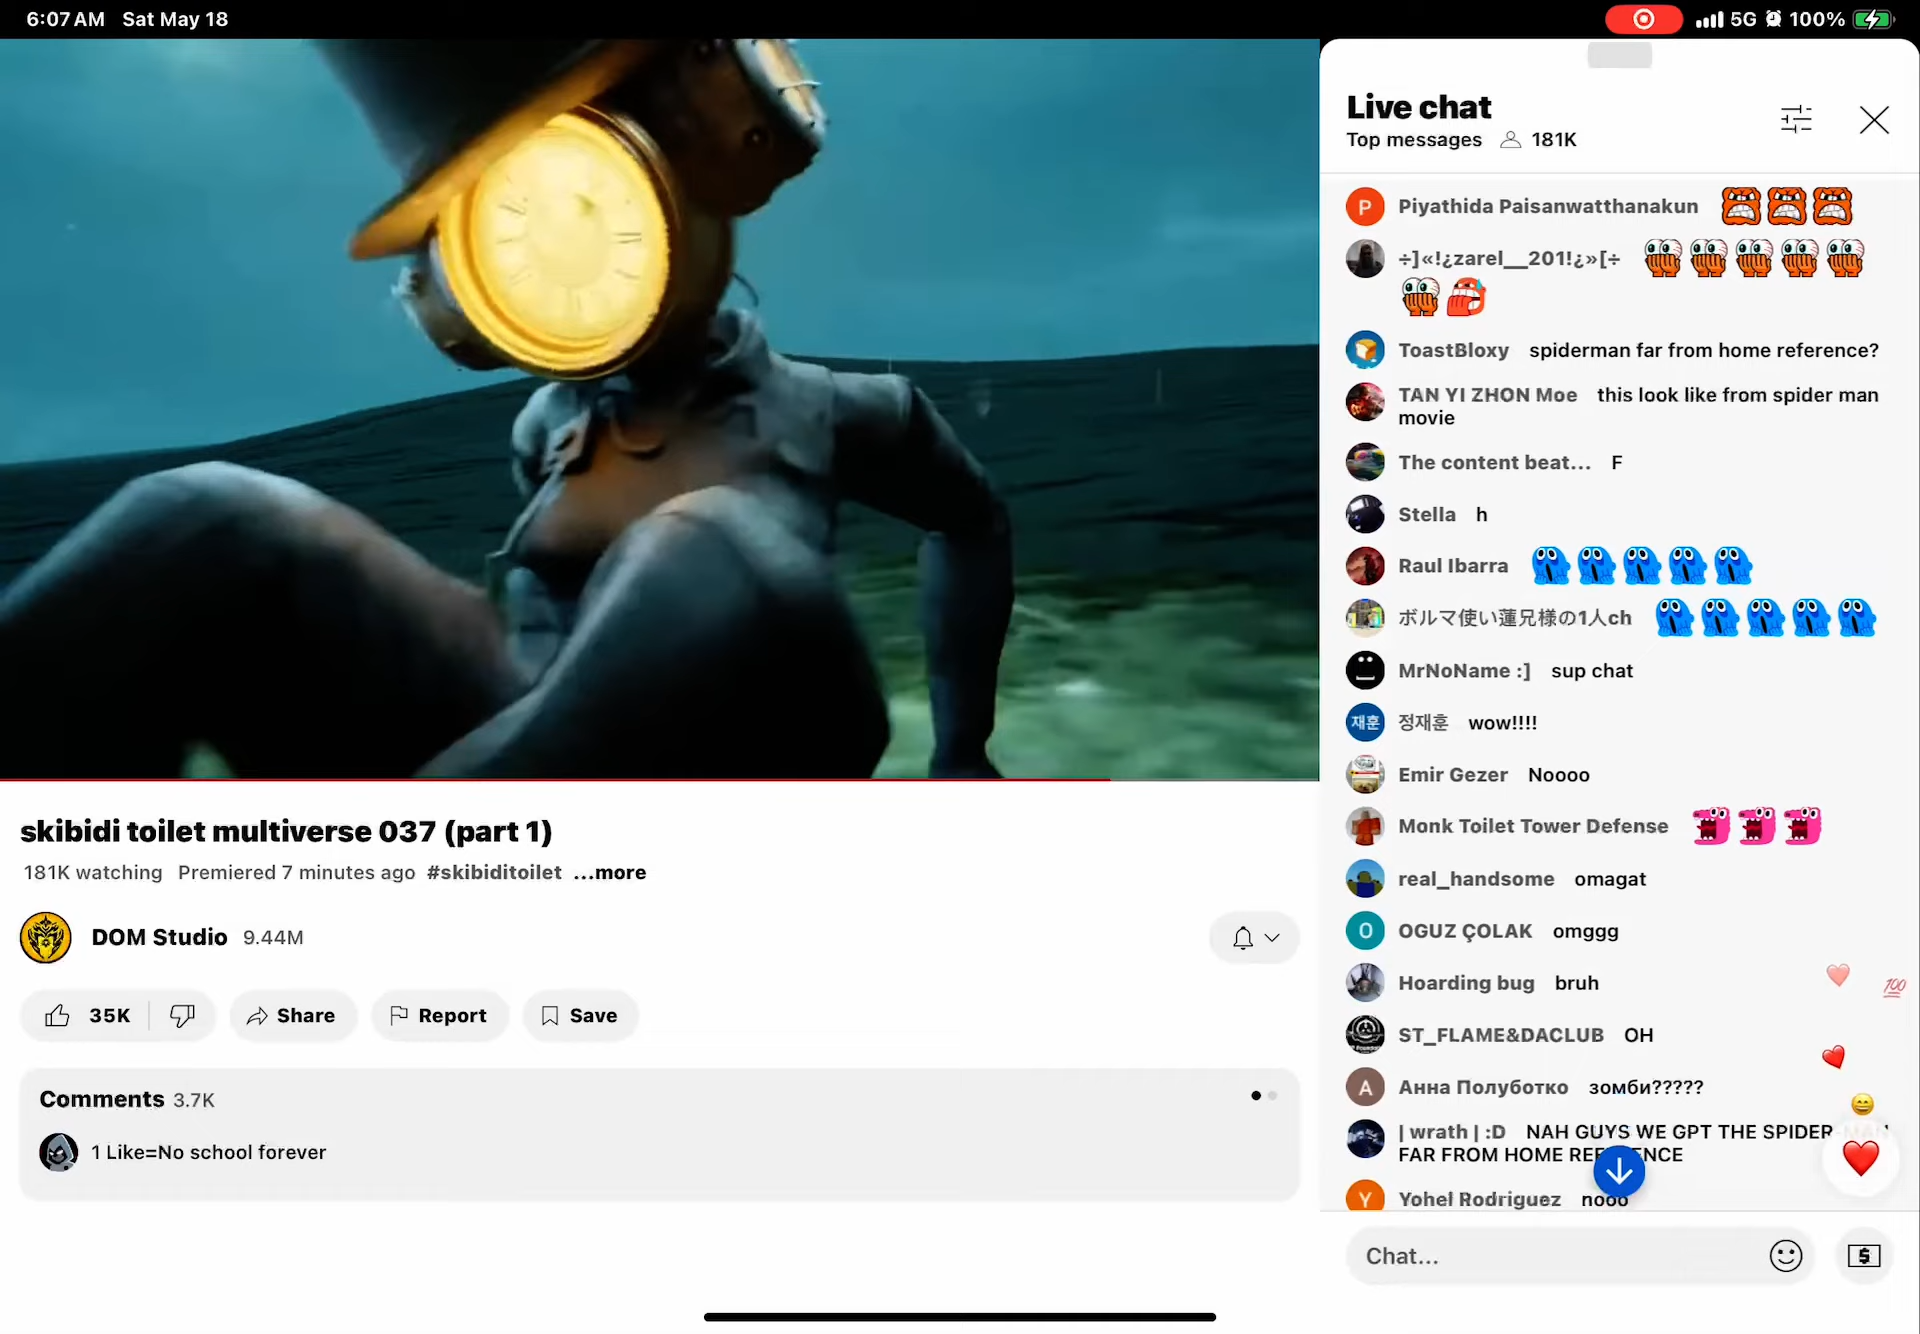 6:07 AM Sat May 18
5G 100%
Live chat
Top messages 181K
P Piyathida Paisanwatthanakun
÷]«!¿zarel__201!¿»[÷
ToastBloxy spiderman far from home reference?
TAN YI ZHON Moe this look like from spider man
movie
The content beat... F
Stella h
Raul Ibarra
ボルマ使い蓮兄様の1人ch
MrNoName :] sup chat
재훈 정재훈 wow!!!!
Emir Gezer Noooo
Monk Toilet Tower Defense
real_handsome omagat
O OGUZ ÇOLAK omggg
Hoarding bug bruh
ST_FLAME&DACLUB OH
А Анна Полуботко зомби?????
| wrath | :D NAH GUYS WE GPT THE SPIDER-MAN
FAR FROM HOME REFERENCE
Y Yohel Rodriguez nooo
Chat...
skibidi toilet multiverse 037 (part 1)
181K watching Premiered 7 minutes ago #skibiditoilet ...more
DOM Studio 9.44M
35K Share Report Save
Comments 3.7K
1 Like=No school forever